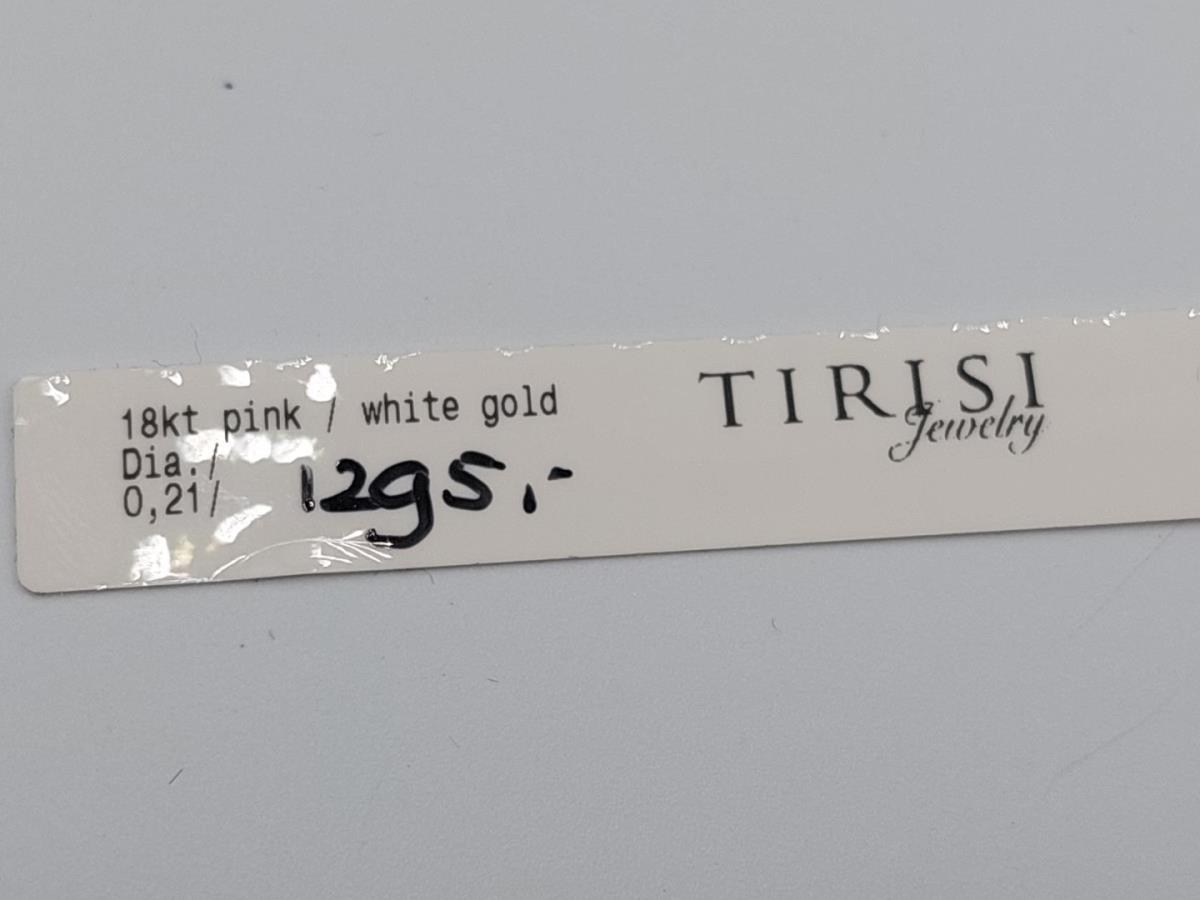 18kt pink / white gold
Dia./
0,21/
1295,-
TIRISI
Jewelry